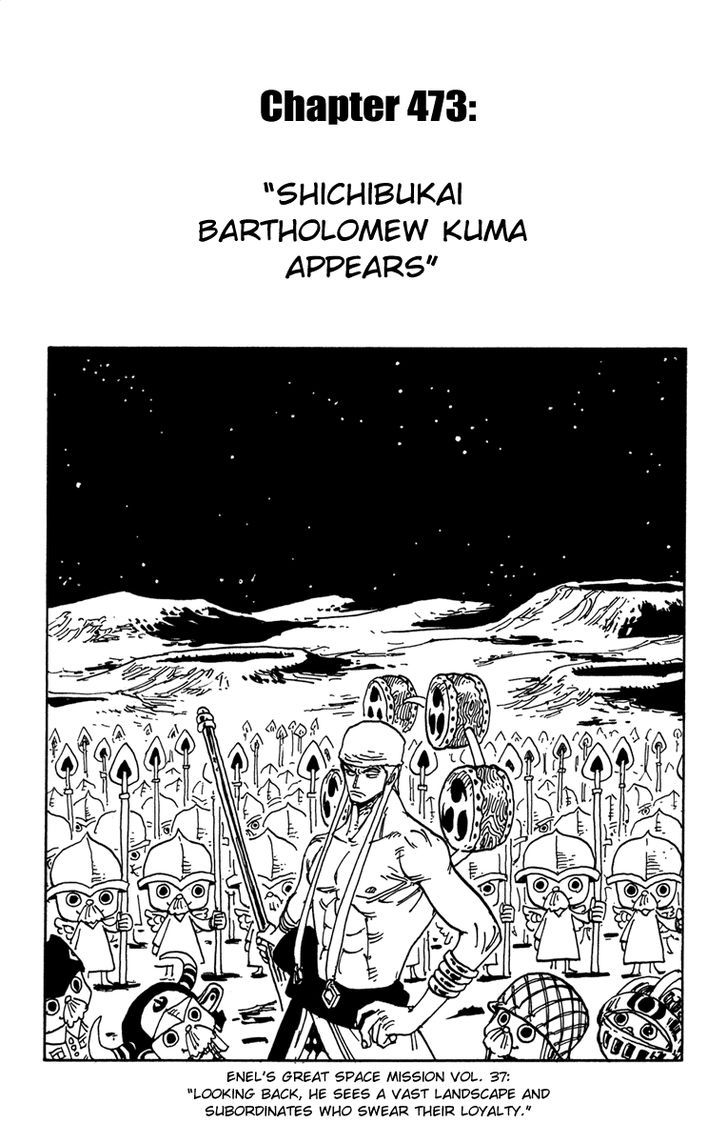 Chapter 473:
"SHICHIBUKAI
BARTHOLOMEW KUMA
APPEARS"
ENEL'S GREAT SPACE MISSION VOL. 37:
"LOOKING BACK, HE SEES A VAST LANDSCAPE AND
SUBORDINATES WHO SWEAR THEIR LOYALTY."